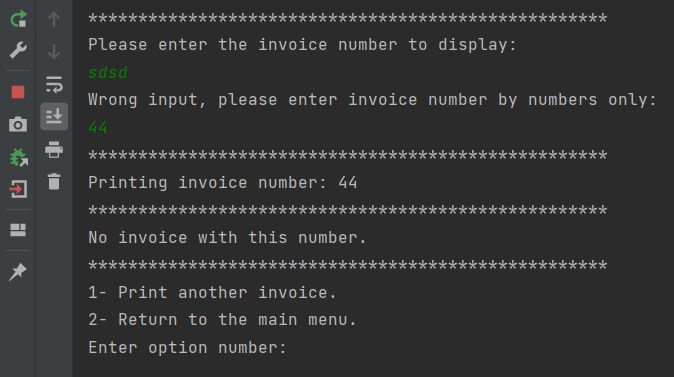 ****************************************************
Please enter the invoice number to display:
sdsd
Wrong input, please enter invoice number by numbers only:
44
****************************************************
Printing invoice number: 44
****************************************************
No invoice with this number.
****************************************************
1- Print another invoice.
2- Return to the main menu.
Enter option number: